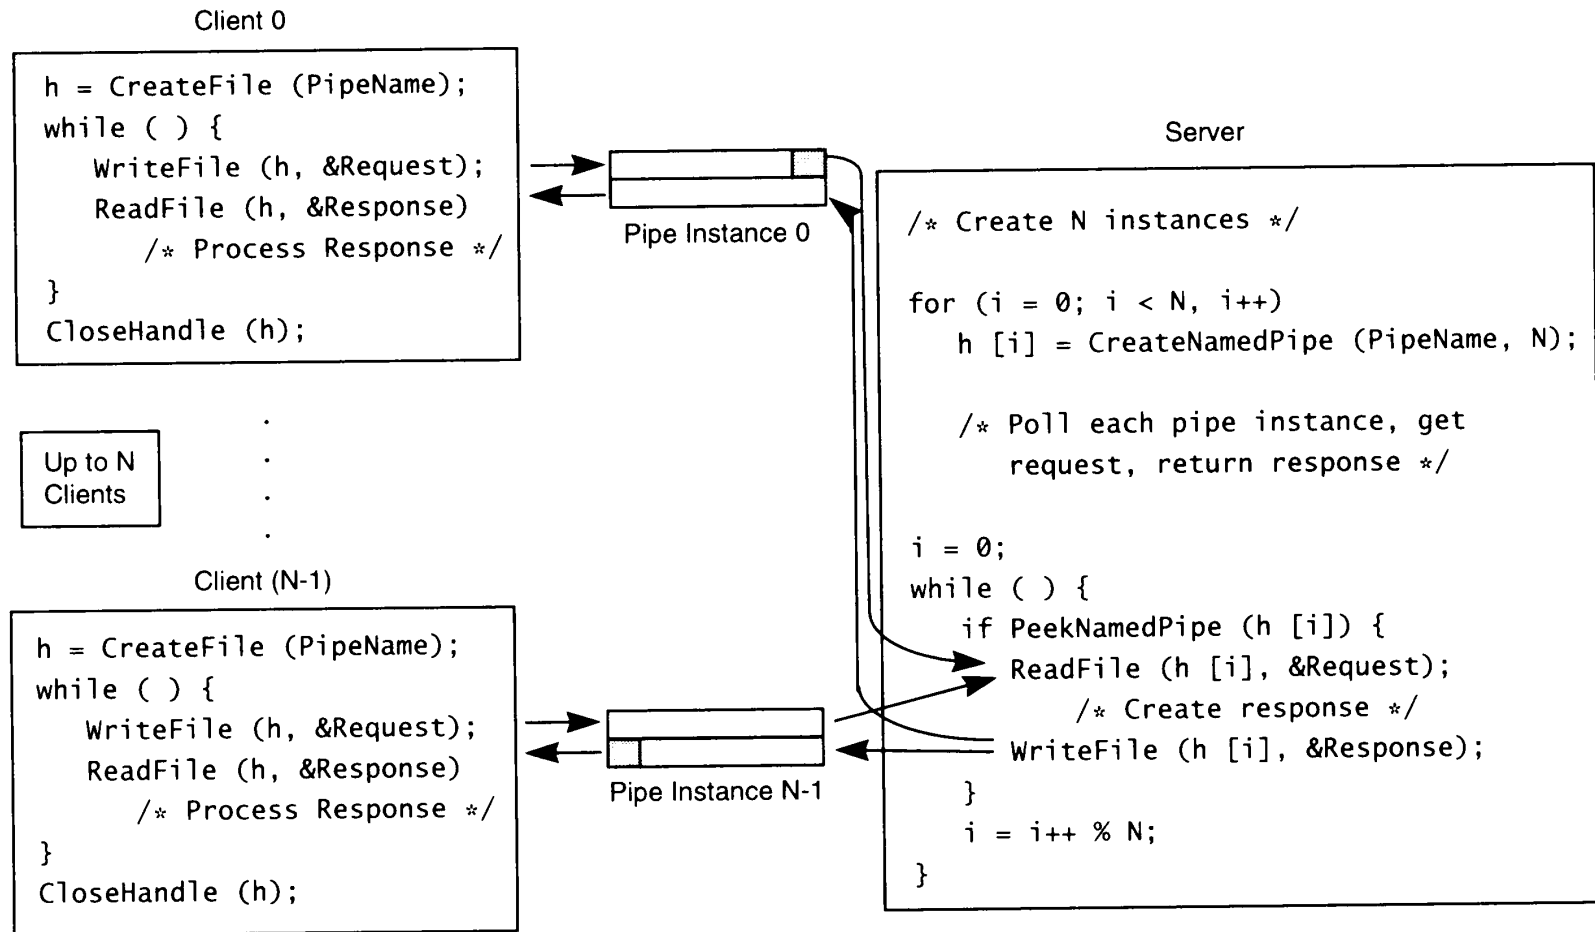 Client 0
h = CreateFile (PipeName);
while ( ) {
WriteFile (h, &Request);
ReadFile (h, &Response)
/* Process Response */
}
CloseHandle (h);
Up to N
Clients
Client (N-1)
h = CreateFile (PipeName);
while ( ) {
WriteFile (h, &Request);
ReadFile (h, &Response)
/* Process Response */
}
CloseHandle (h);
Pipe Instance 0
Pipe Instance N-1
Server
/* Create N instances */
for (i = 0; i < N, i++)
h [i] = CreateNamedPipe (PipeName, N);
/* Poll each pipe instance, get
request, return response */
i = 0;
while ( ) {
if PeekNamedPipe (h [i]) {
ReadFile (h [i], &Request);
/* Create response */
WriteFile (h [i], &Response);
}
i = i++ % N;
}